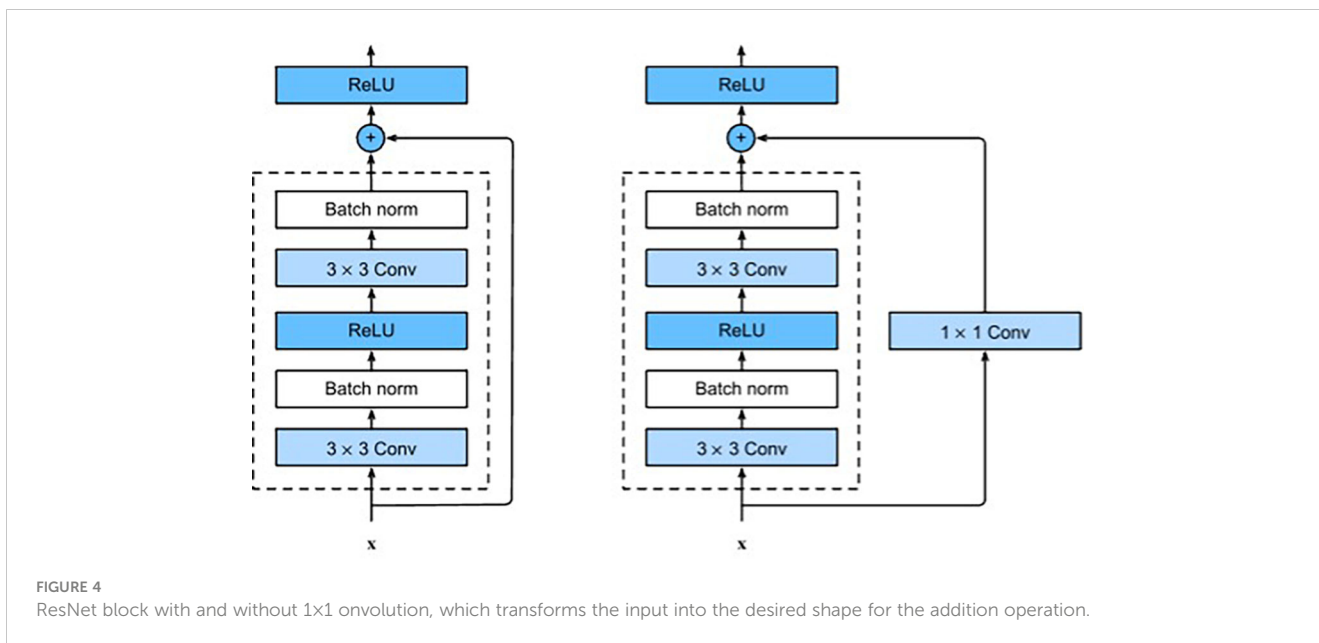 ReLU
+
Batch norm
3 × 3 Conv
ReLU
Batch norm
3 × 3 Conv
x
ReLU
+
Batch norm
3 × 3 Conv
ReLU
Batch norm
3 × 3 Conv
x
1 × 1 Conv
FIGURE 4
ResNet block with and without 1×1 onvolution, which transforms the input into the desired shape for the addition operation.